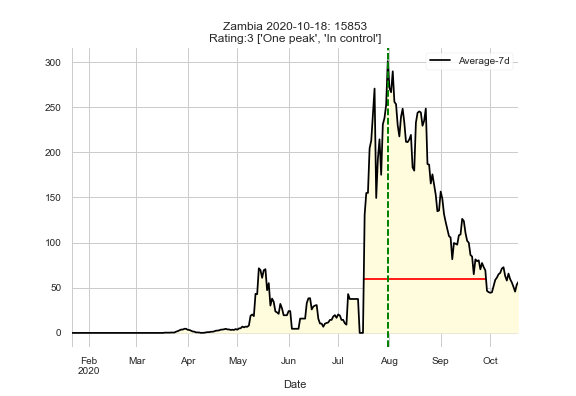 Zambia 2020-10-18: 15853
Rating:3 ['One peak', 'In control']
Average-7d
300
250
200
150
100
50
0
Feb Mar Apr May Jun Jul Aug Sep Oct
2020
Date